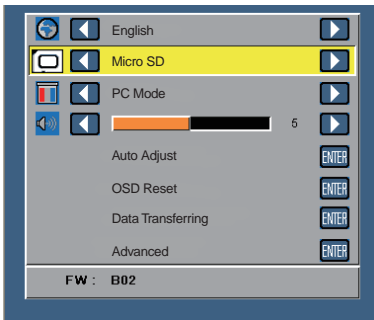 English
Micro SD
PC Mode
5
Auto Adjust ENTER
OSD Reset ENTER
Data Transferring ENTER
Advanced ENTER
FW : B02